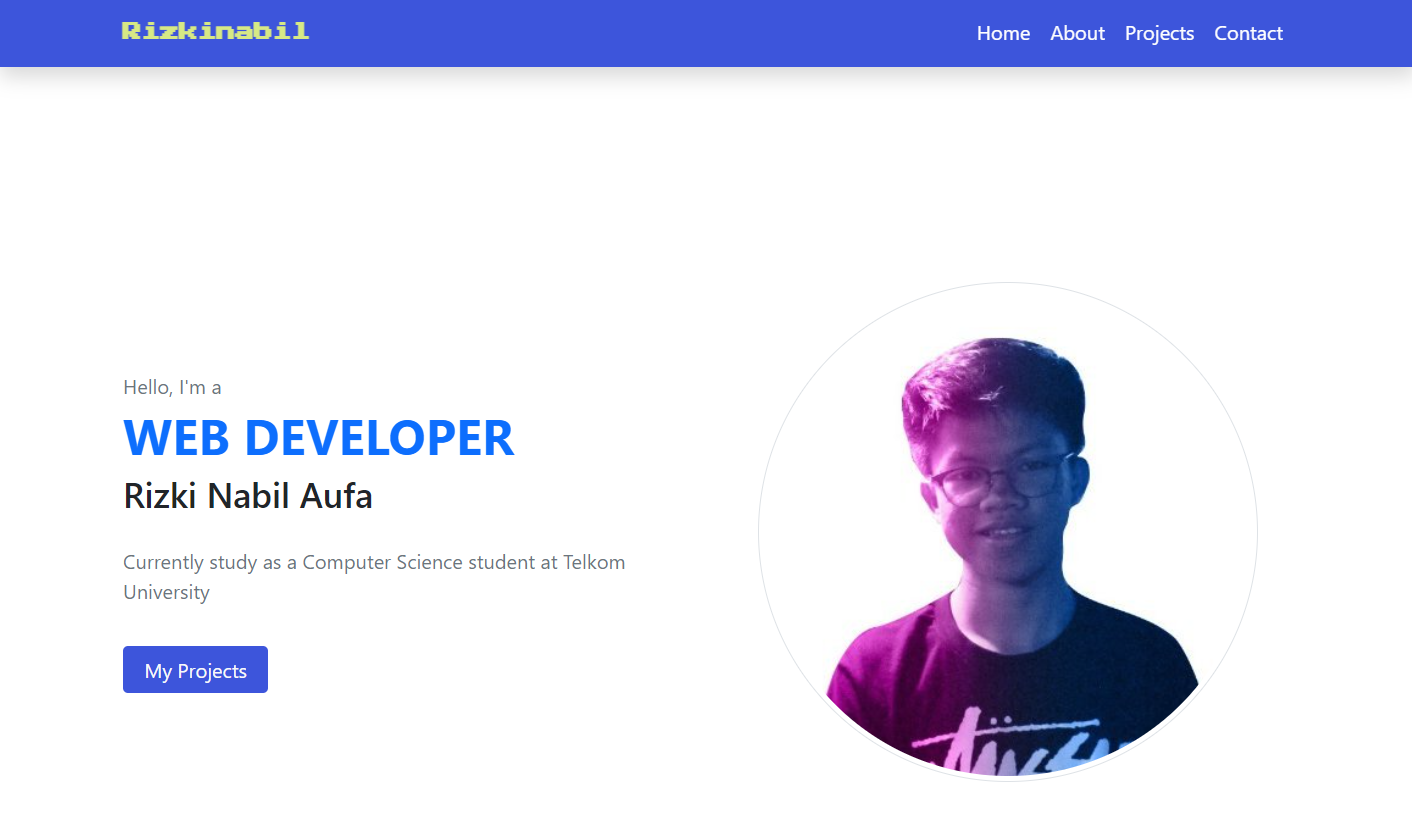 Rizkinabil
Home About Projects Contact
Hello, I'm a
WEB DEVELOPER
Rizki Nabil Aufa
Currently study as a Computer Science student at Telkom
University
My Projects